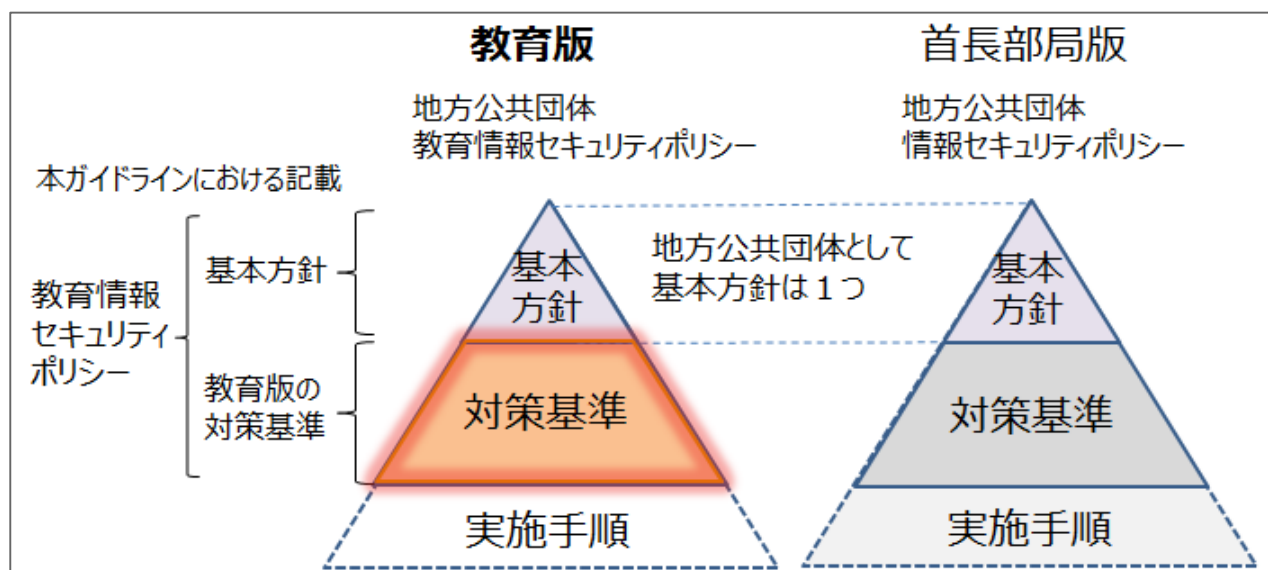 教育版
首長部局版
地方公共団体
教育情報セキュリティポリシー
地方公共団体
情報セキュリティポリシー
本ガイドラインにおける記載
教育情報
セキュリティ
ポリシー
基本方針
教育版の
対策基準
基本
方針
地方公共団体として
基本方針は１つ
基本
方針
対策基準
対策基準
実施手順
実施手順